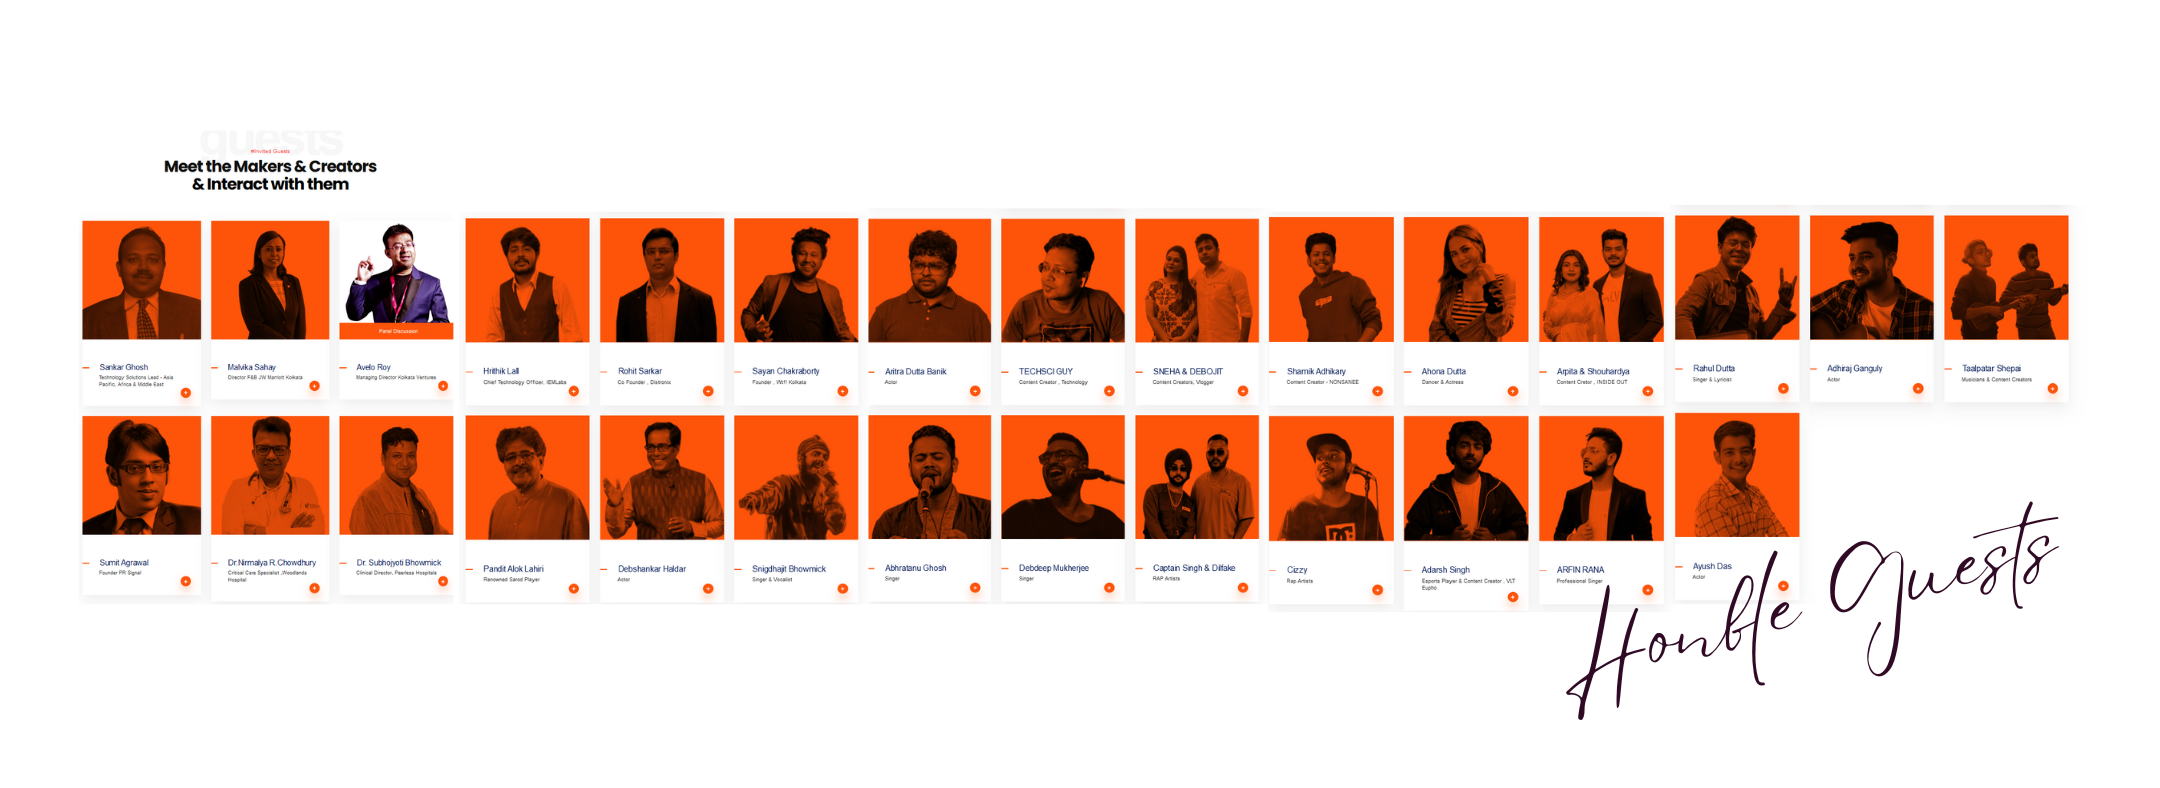 guests
#Invited Guests
Meet the Makers & Creators
& Interact with them
Panel Discussion
Sankar Ghosh
Technology Solutions Lead - Asia
Pacific, Africa & Middle East
Malvika Sahay
Director F&B JW Marriott Kolkata
Avelo Roy
Managing Director Kolkata Ventures
Hrithik Lall
Chief Technology Officer, IEMLabs
Rohit Sarkar
Co Founder , Distronix
Sayan Chakraborty
Founder , Wtf! Kolkata
Aritra Dutta Banik
Actor
TECHSCI GUY
Content Creator , Technology
SNEHA & DEBOJIT
Content Creators, Vlogger
Shamik Adhikary
Content Creator - NONSANEE
Ahona Dutta
Dancer & Actress
Arpita & Shouhardya
Content Creator , INSIDE OUT
Rahul Dutta
Singer & Lyricist
Adhiraj Ganguly
Actor
Taalpatar Shepai
Musicians & Content Creators
Sumit Agrawal
Founder PR Signal
Dr.Nirmalya R.Chowdhury
Critical Care Specialist ,Woodlands
Hospital
Dr. Subhojyoti Bhowmick
Clinical Director, Peerless Hospitals
Pandit Alok Lahiri
Renowned Sarod Player
Debshankar Haldar
Actor
Snigdhajit Bhowmick
Singer & Vocalist
Abhratanu Ghosh
Singer
Debdeep Mukherjee
Singer
Captain Singh & Dilfake
RAP Artists
Cizzy
Rap Artists
Adarsh Singh
Esports Player & Content Creator , VLT
Eupho
ARFIN RANA
Professional Singer
Ayush Das
Actor
Honble Guests